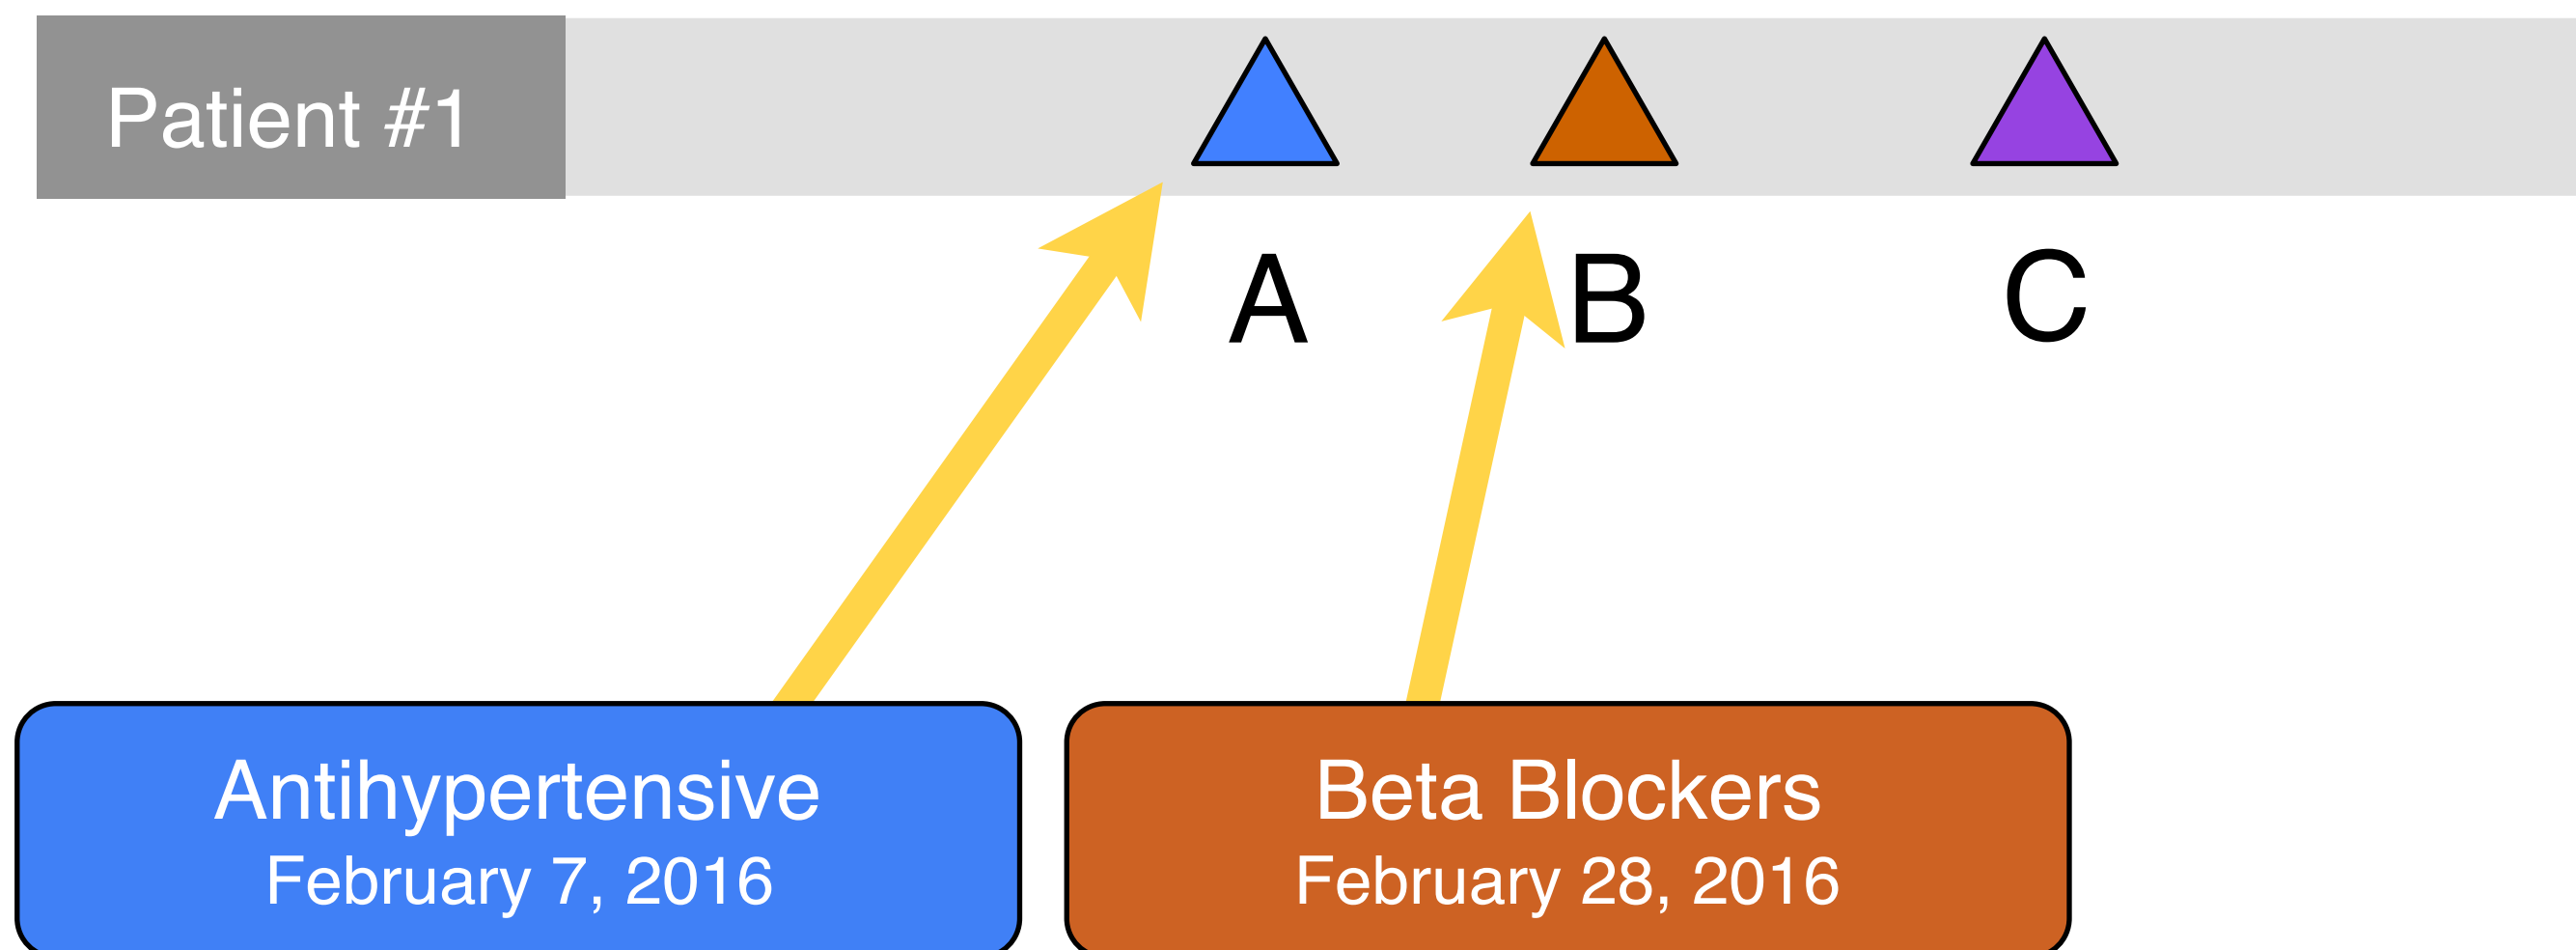 Patient #1
A
B
C
Antihypertensive
February 7, 2016
Beta Blockers
February 28, 2016